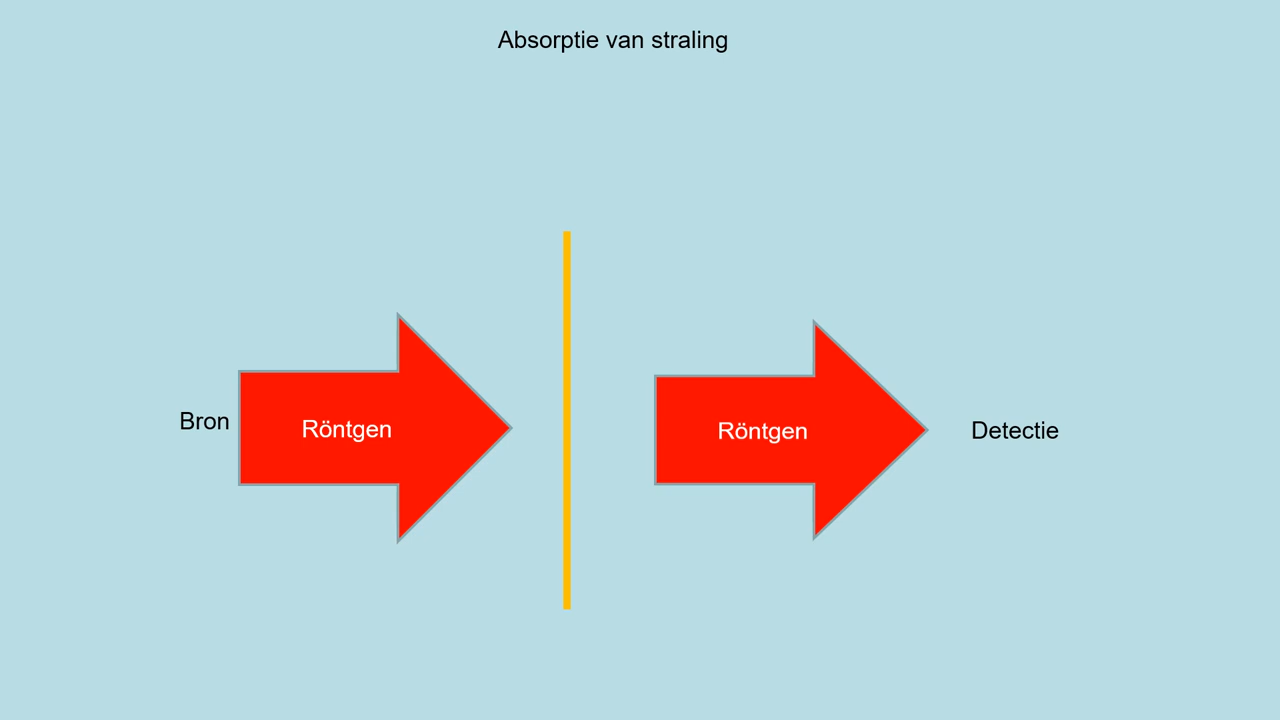 Absorptie van straling
Bron
Röntgen
Röntgen
Detectie